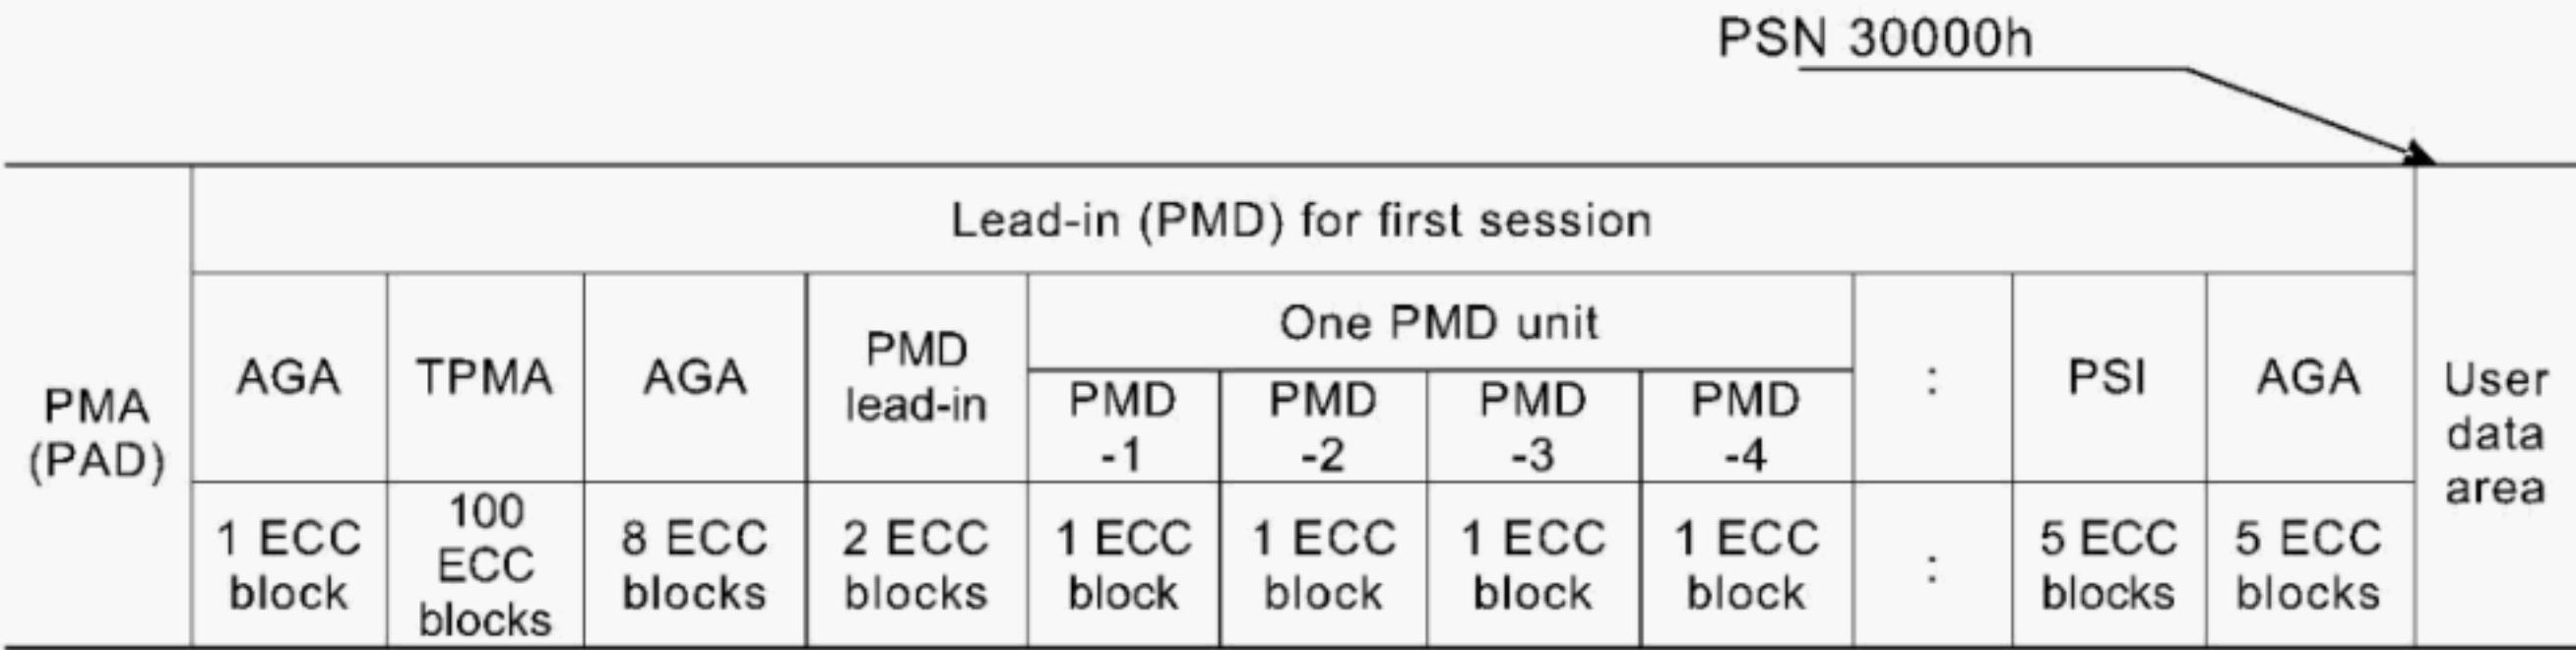 PSN 30000h
Lead-in (PMD) for first session
PMA
(PAD)
AGA
TPMA
AGA
PMD
lead-in
One PMD unit
PMD
-1
PMD
-2
PMD
-3
PMD
-4
:
PSI
AGA
User
data
area
1 ECC
block
100
ECC
blocks
8 ECC
blocks
2 ECC
blocks
1 ECC
block
1 ECC
block
1 ECC
block
1 ECC
block
:
5 ECC
blocks
5 ECC
blocks